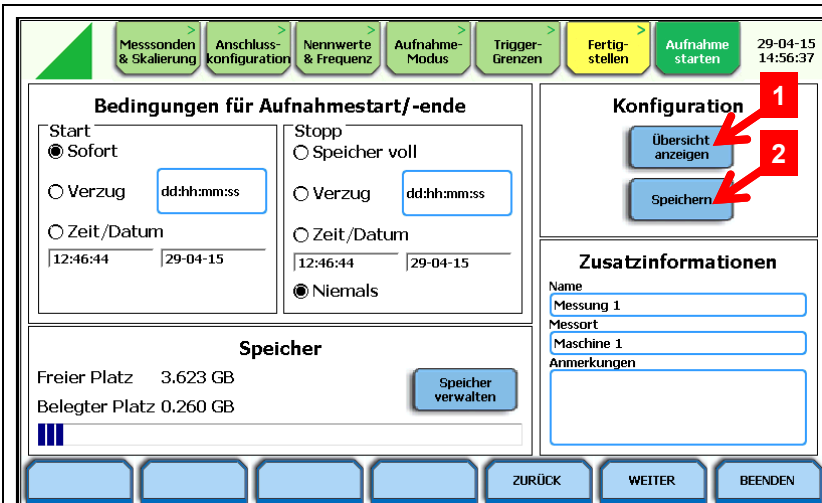 Messsonden
& Skalierung
Anschluss-
konfiguration
Nennwerte
& Frequenz
Aufnahme-
Modus
Trigger-
Grenzen
Fertig-
stellen
Aufnahme
starten
29-04-15
14:56:37
Bedingungen für Aufnahmestart/-ende
Start
Sofort
Verzug
dd:hh:mm:ss
Zeit/Datum
12:46:44
29-04-15
Stopp
Speicher voll
Verzug
dd:hh:mm:ss
Zeit/Datum
12:46:44
29-04-15
Niemals
Konfiguration
1
Übersicht
anzeigen
2
Speichern
Speicher
Freier Platz 3.623 GB
Belegter Platz 0.260 GB
Speicher
verwalten
Zusatzinformationen
Name
Messung 1
Messort
Maschine 1
Anmerkungen
ZURÜCK
WEITER
BEENDEN